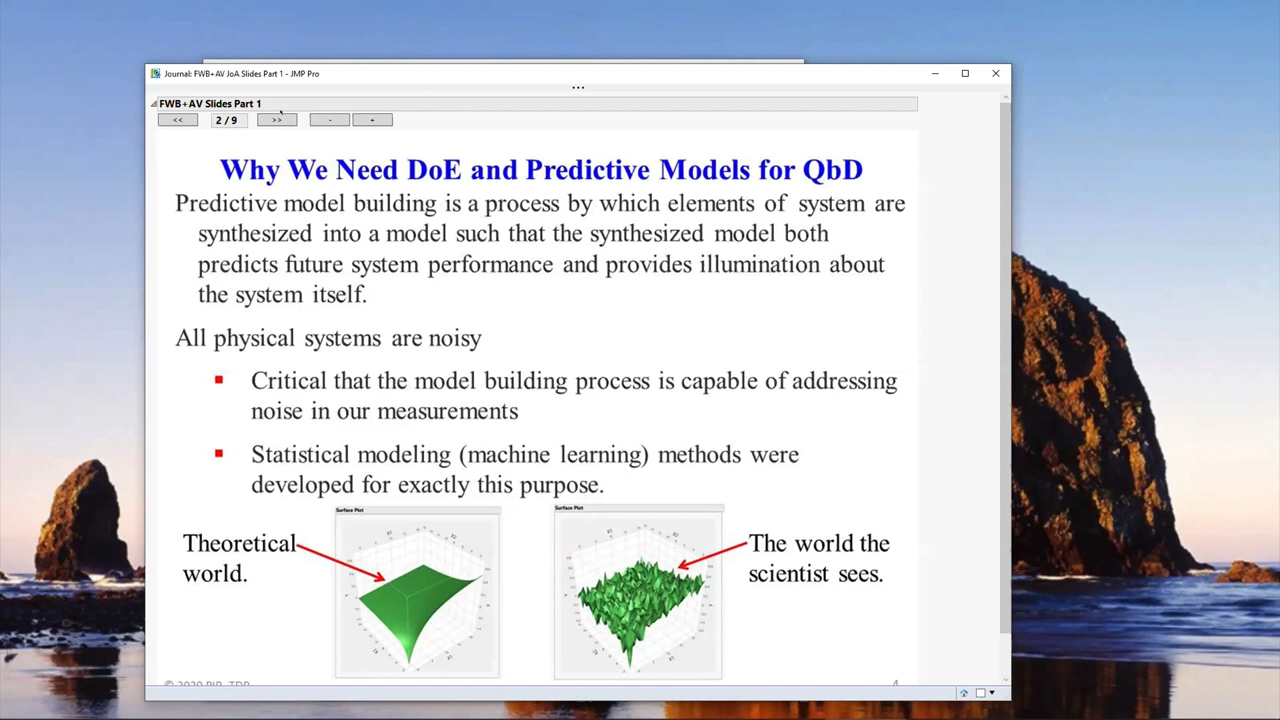 Journal: FWB+AV JoA Slides Part 1 - JMP Pro
FWB+AV Slides Part 1
<< 2 / 9 >> - +
Why We Need DoE and Predictive Models for QbD
Predictive model building is a process by which elements of system are
synthesized into a model such that the synthesized model both
predicts future system performance and provides illumination about
the system itself.
All physical systems are noisy
Critical that the model building process is capable of addressing
noise in our measurements
Statistical modeling (machine learning) methods were
developed for exactly this purpose.
Surface Plot
Surface Plot
Theoretical
world.
The world the
scientist sees.